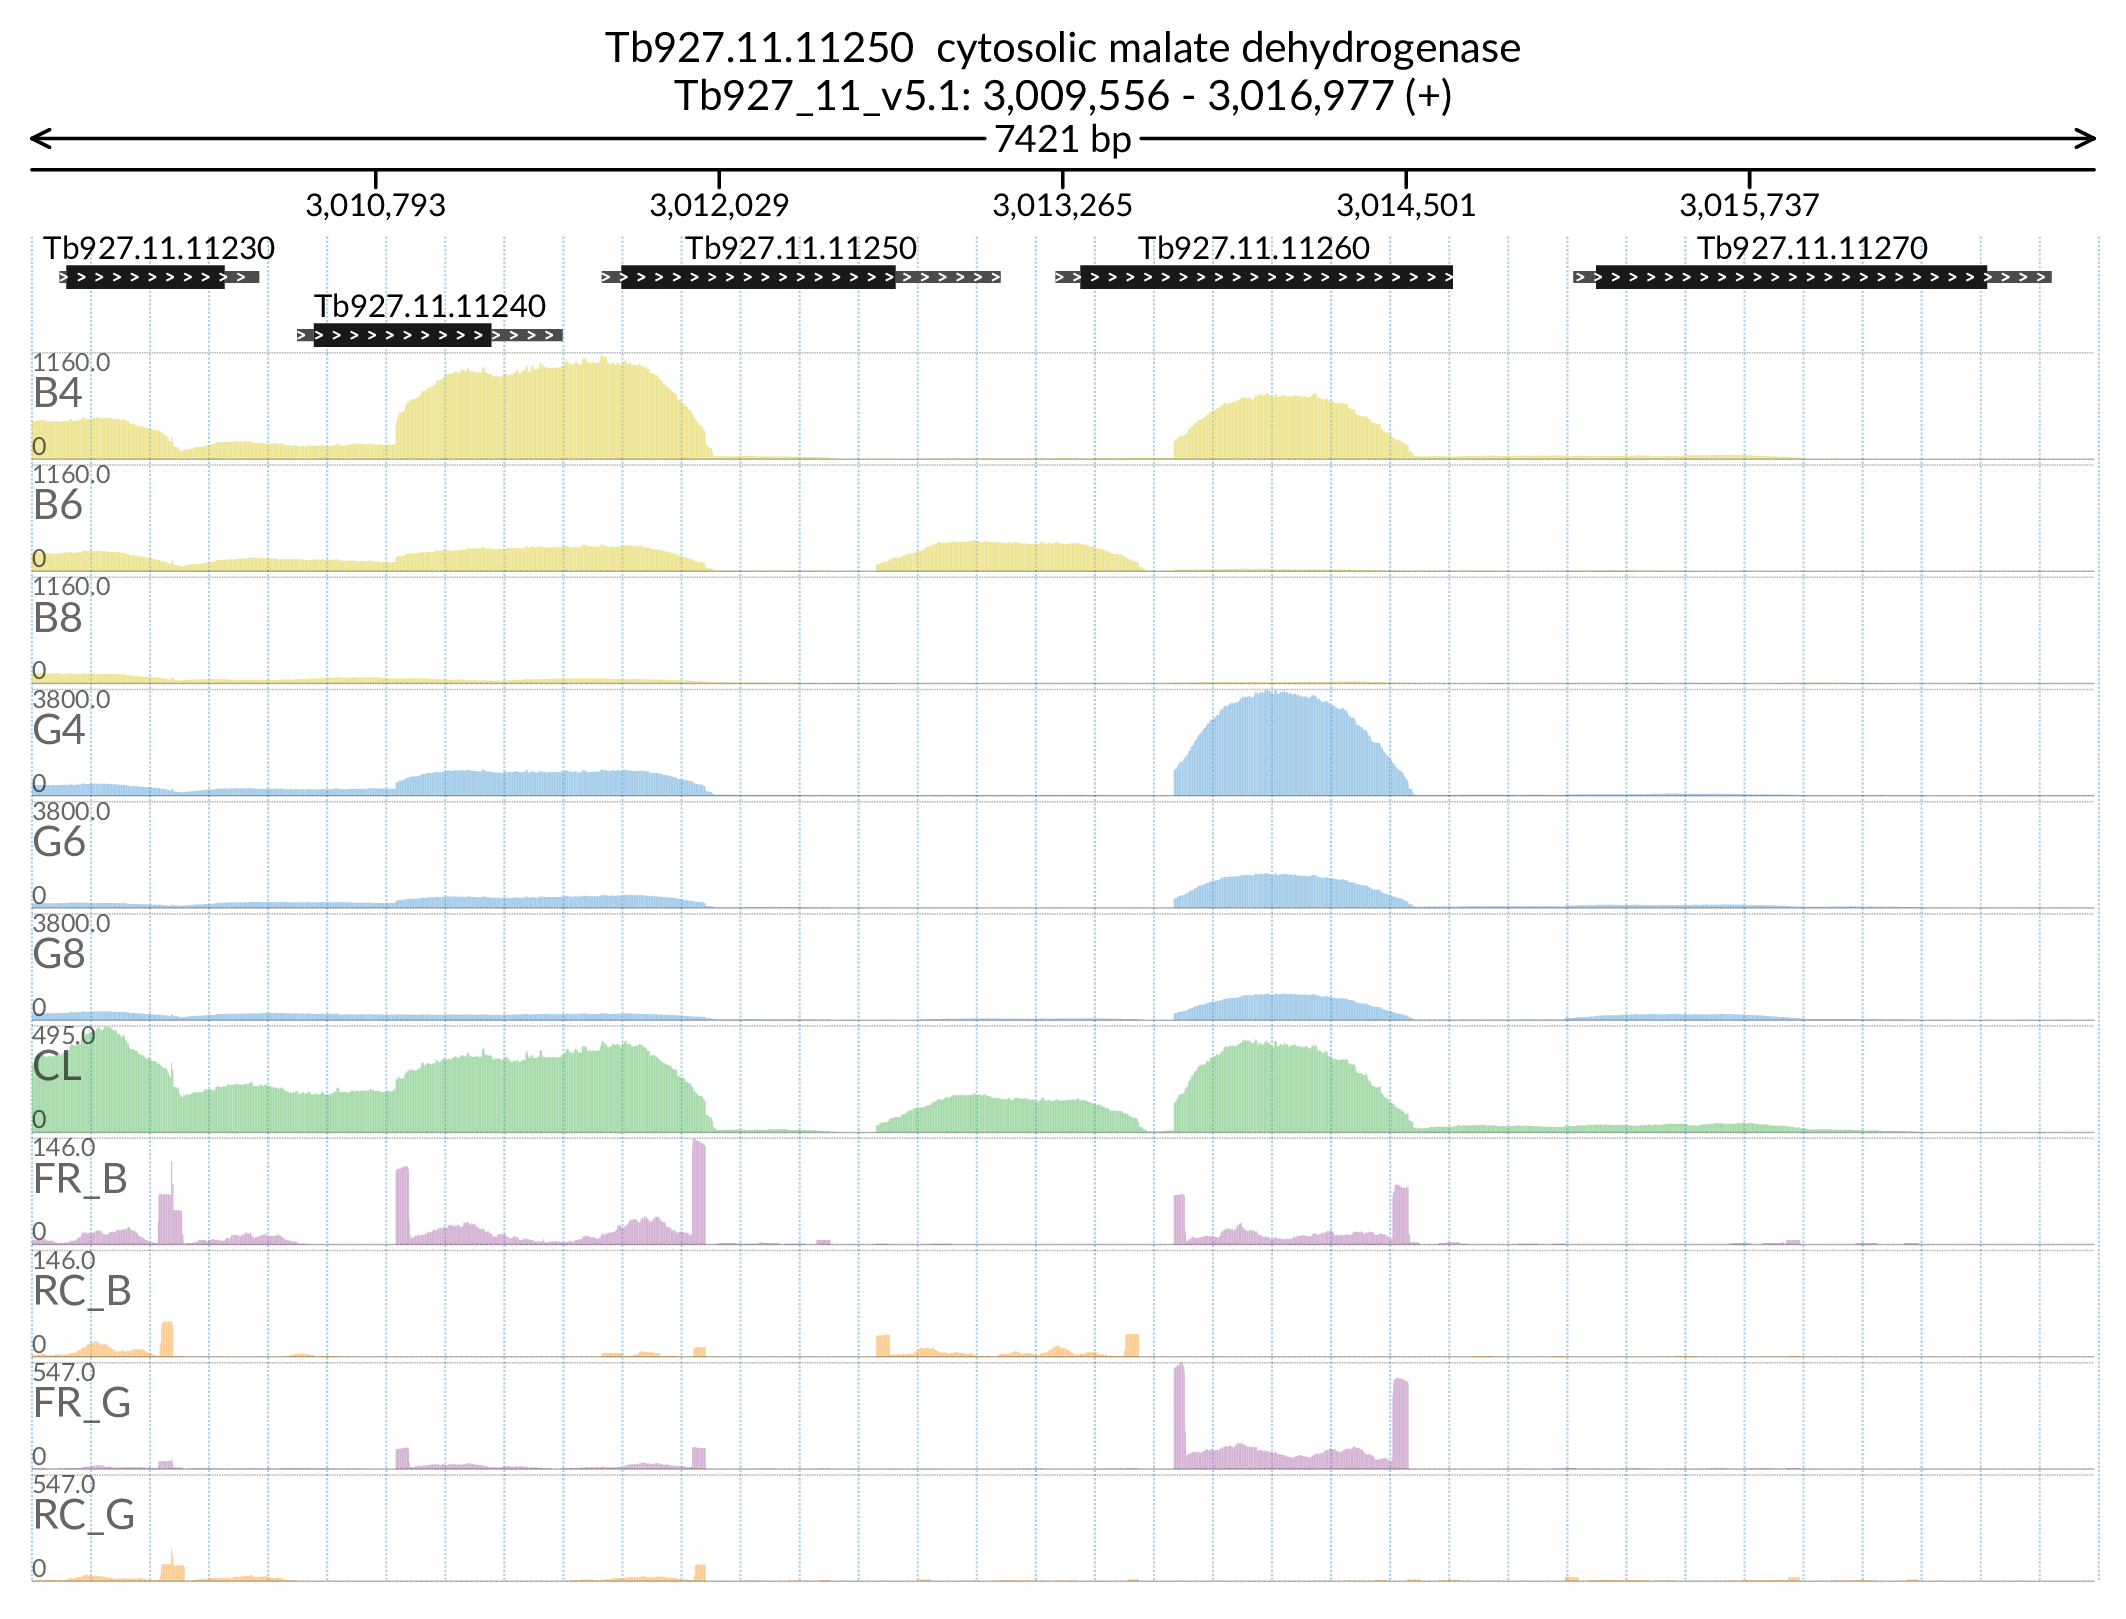 Tb927.11.11250 cytosolic malate dehydrogenase
Tb927_11_v5.1: 3,009,556 - 3,016,977 (+)
7421 bp
3,010,793 3,012,029 3,013,265 3,014,501 3,015,737
Tb927.11.11230 Tb927.11.11250 Tb927.11.11260 Tb927.11.11270
Tb927.11.11240
1160.0
B4
0
1160.0
B6
0
1160.0
B8
0
3800.0
G4
0
3800.0
G6
0
3800.0
G8
0
495.0
CL
0
146.0
FR_B
0
146.0
RC_B
0
547.0
FR_G
0
547.0
RC_G
0